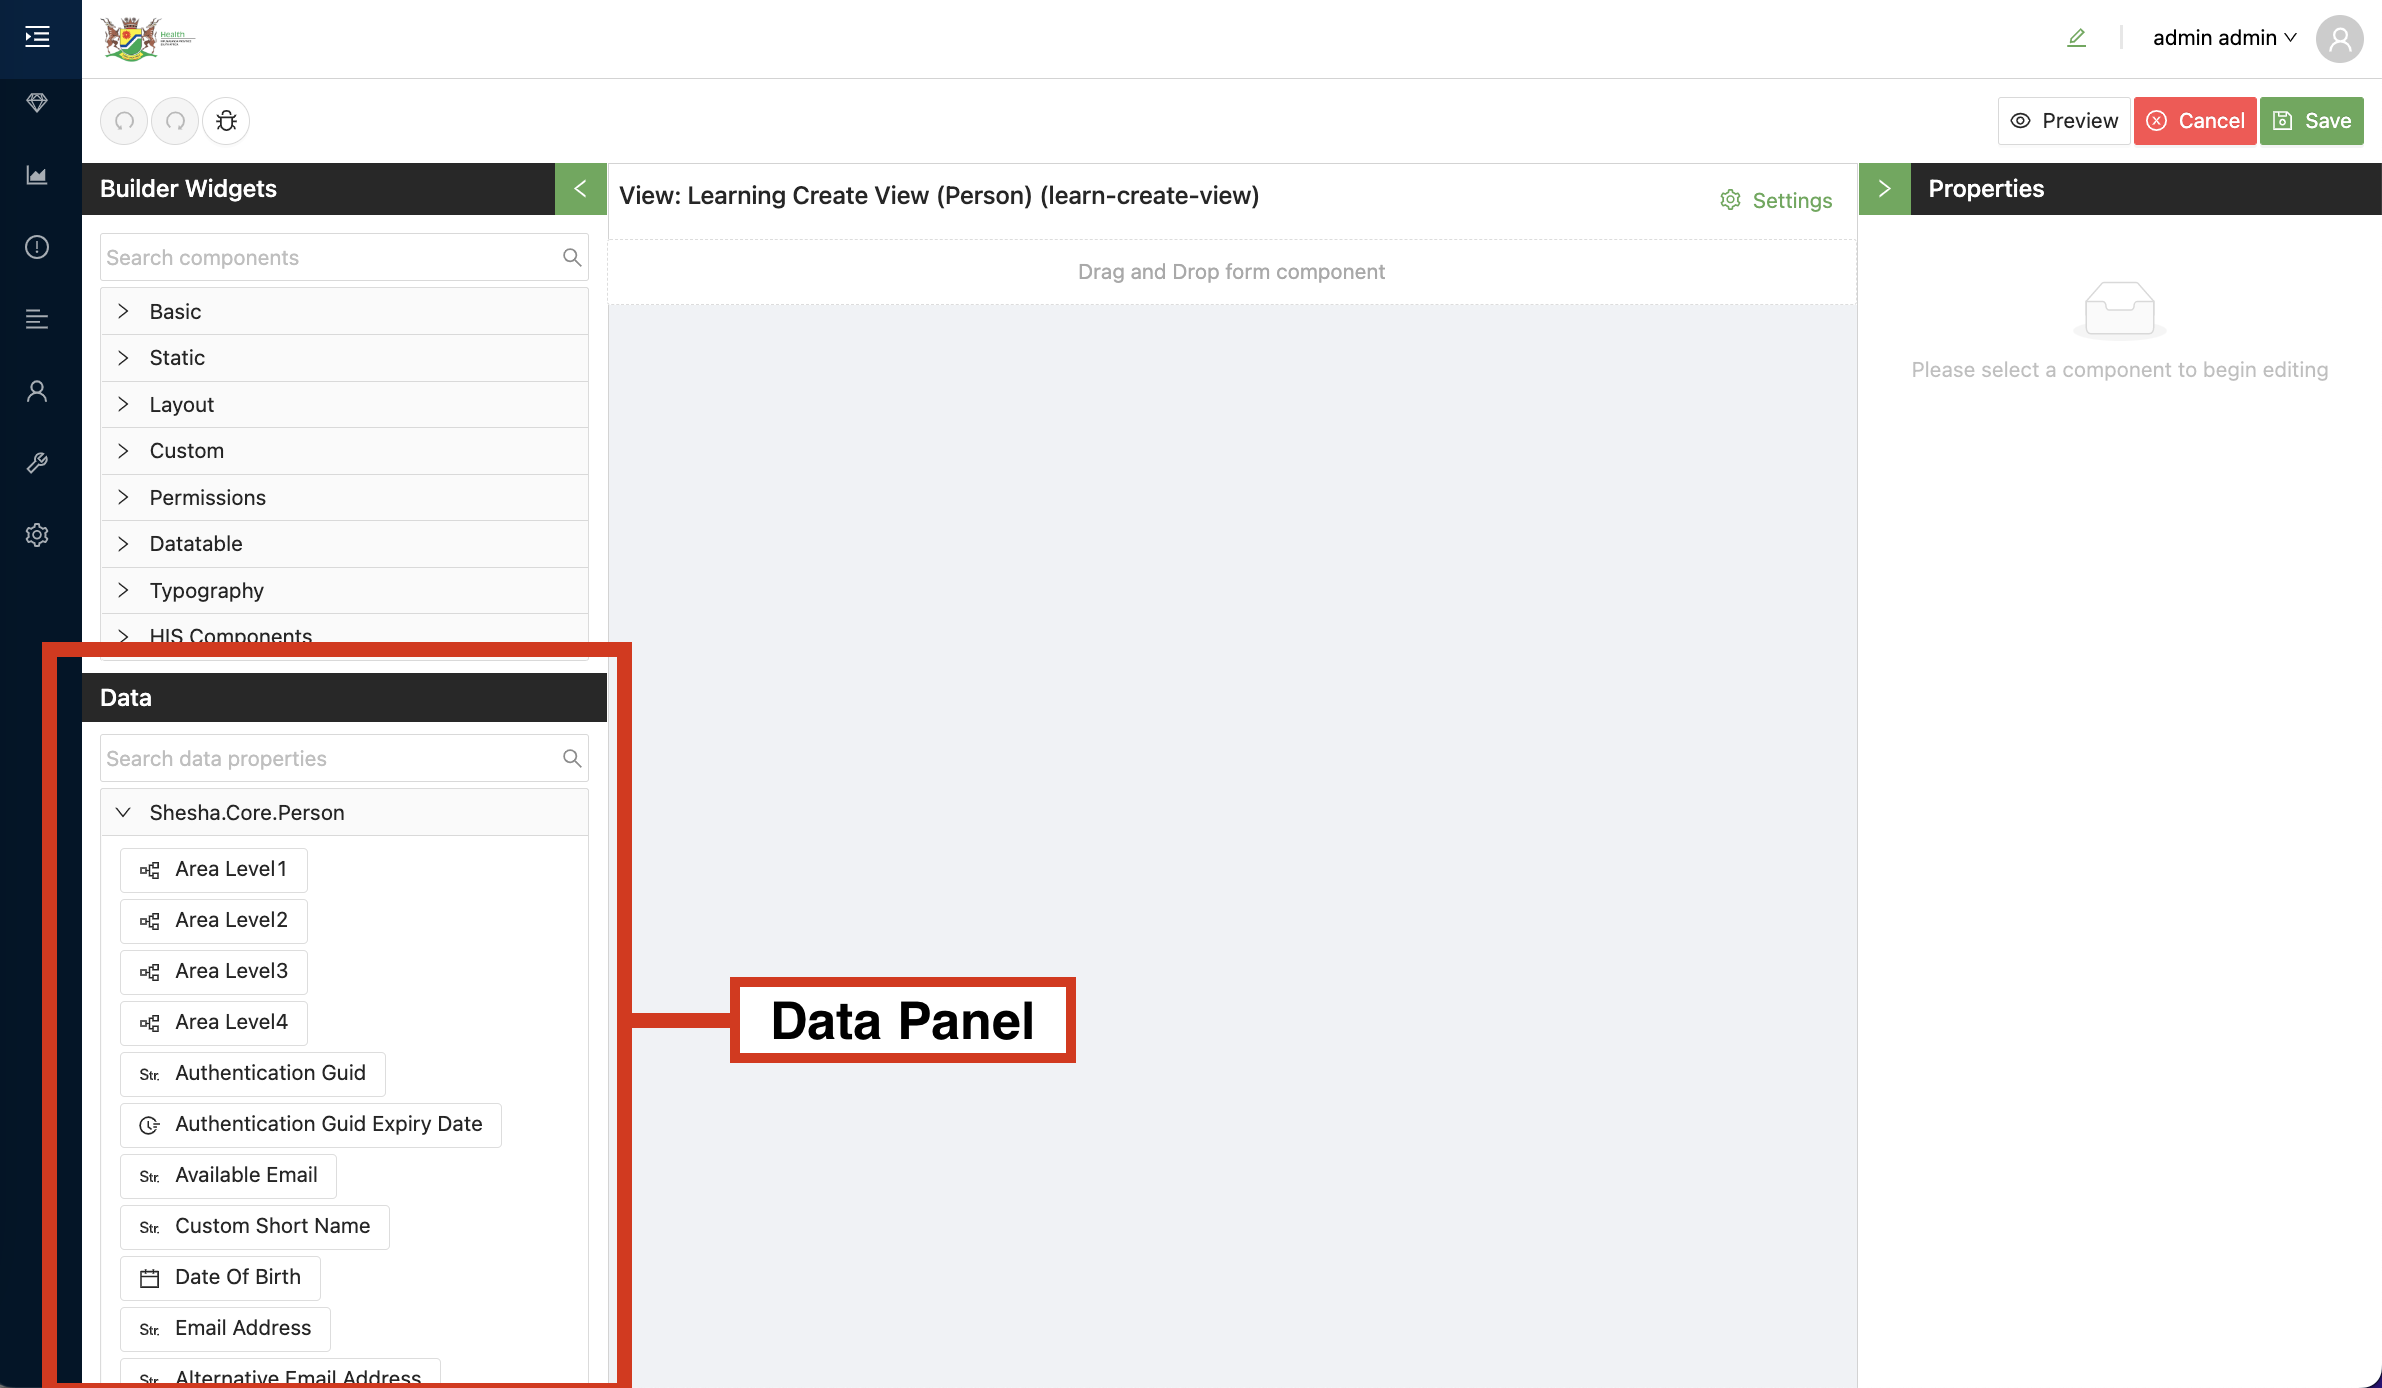 Health
admin admin
Preview
Cancel
Save
Builder Widgets
View: Learning Create View (Person) (learn-create-view)
Settings
Properties
Search components
Drag and Drop form component
Basic
Static
Layout
Custom
Permissions
Datatable
Typography
HIS Components
Please select a component to begin editing
Data
Search data properties
Shesha.Core.Person
Area Level1
Area Level2
Area Level3
Area Level4
Str. Authentication Guid
Authentication Guid Expiry Date
Str. Available Email
Str. Custom Short Name
Date Of Birth
Str. Email Address
Str. Alternative Email Address
Data Panel